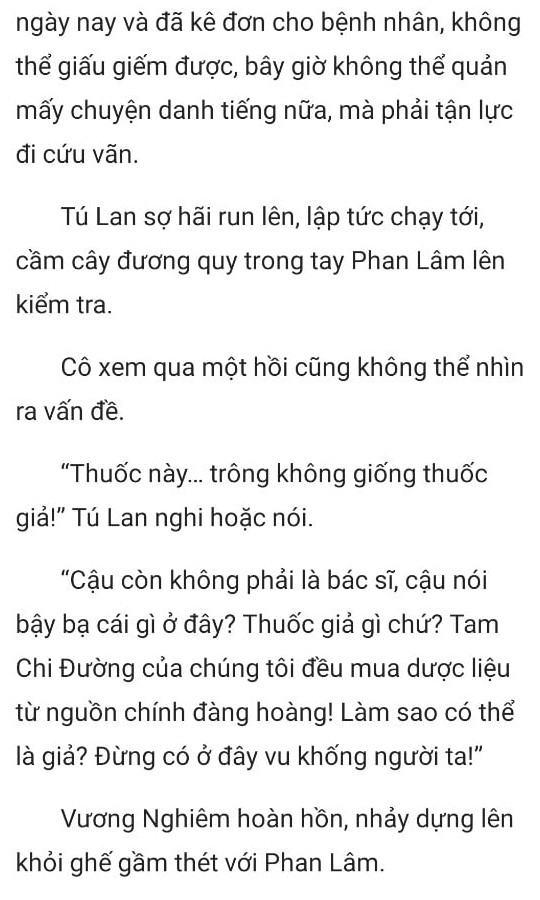 ngày nay và đã kê đơn cho bệnh nhân, không
thể giấu giếm được, bây giờ không thể quản
mấy chuyện danh tiếng nữa, mà phải tận lực
đi cứu vãn.
Tú Lan sợ hãi run lên, lập tức chạy tới,
cầm cây đương quy trong tay Phan Lâm lên
kiểm tra.
Cô xem qua một hồi cũng không thể nhìn
ra vấn đề.
“Thuốc này... trông không giống thuốc
giả!” Tú Lan nghi hoặc nói.
“Cậu còn không phải là bác sĩ, cậu nói
bậy bạ cái gì ở đây? Thuốc giả gì chứ? Tam
Chi Đường của chúng tôi đều mua dược liệu
từ nguồn chính đàng hoàng! Làm sao có thể
là giả? Đừng có ở đây vu khống người ta!”
Vương Nghiêm hoàn hồn, nhảy dựng lên
khỏi ghế gầm thét với Phan Lâm.